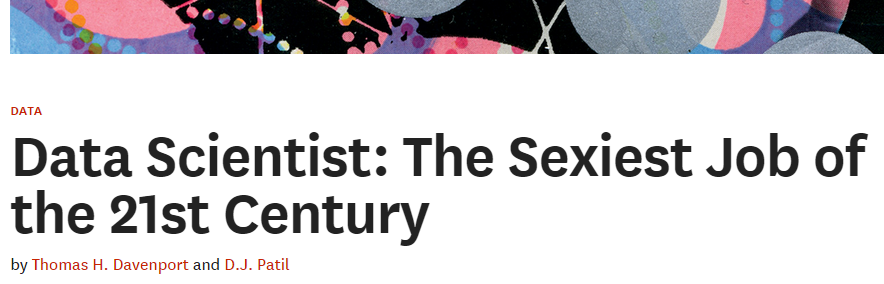 DATA
Data Scientist: The Sexiest Job of
the 21st Century
by Thomas H. Davenport and D.J. Patil